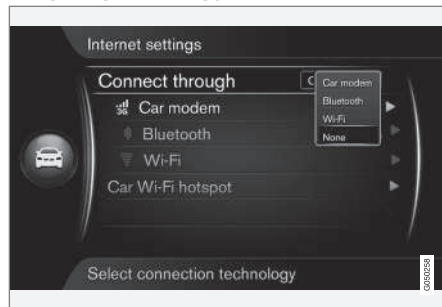 Internet settings
Connect through
Car modem
Bluetooth
Wi-Fi
None
3G
Car modem
Bluetooth
Wi-Fi
Car Wi-Fi hotspot
Select connection technology
G050258